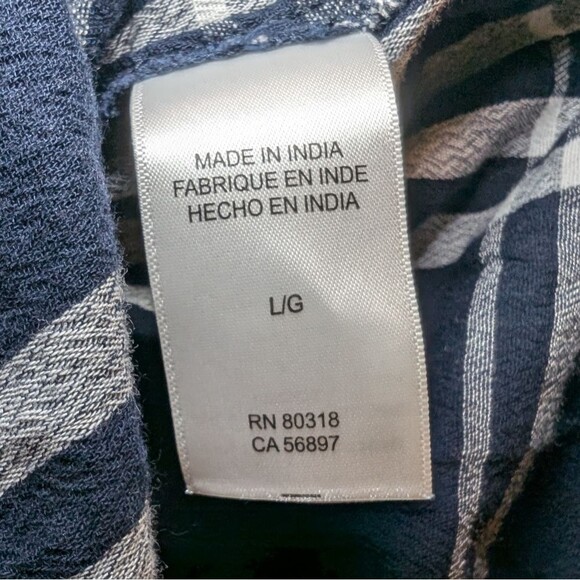 MADE IN INDIA
FABRIQUE EN INDE
HECHO EN INDIA
L/G
RN 80318
CA 56897